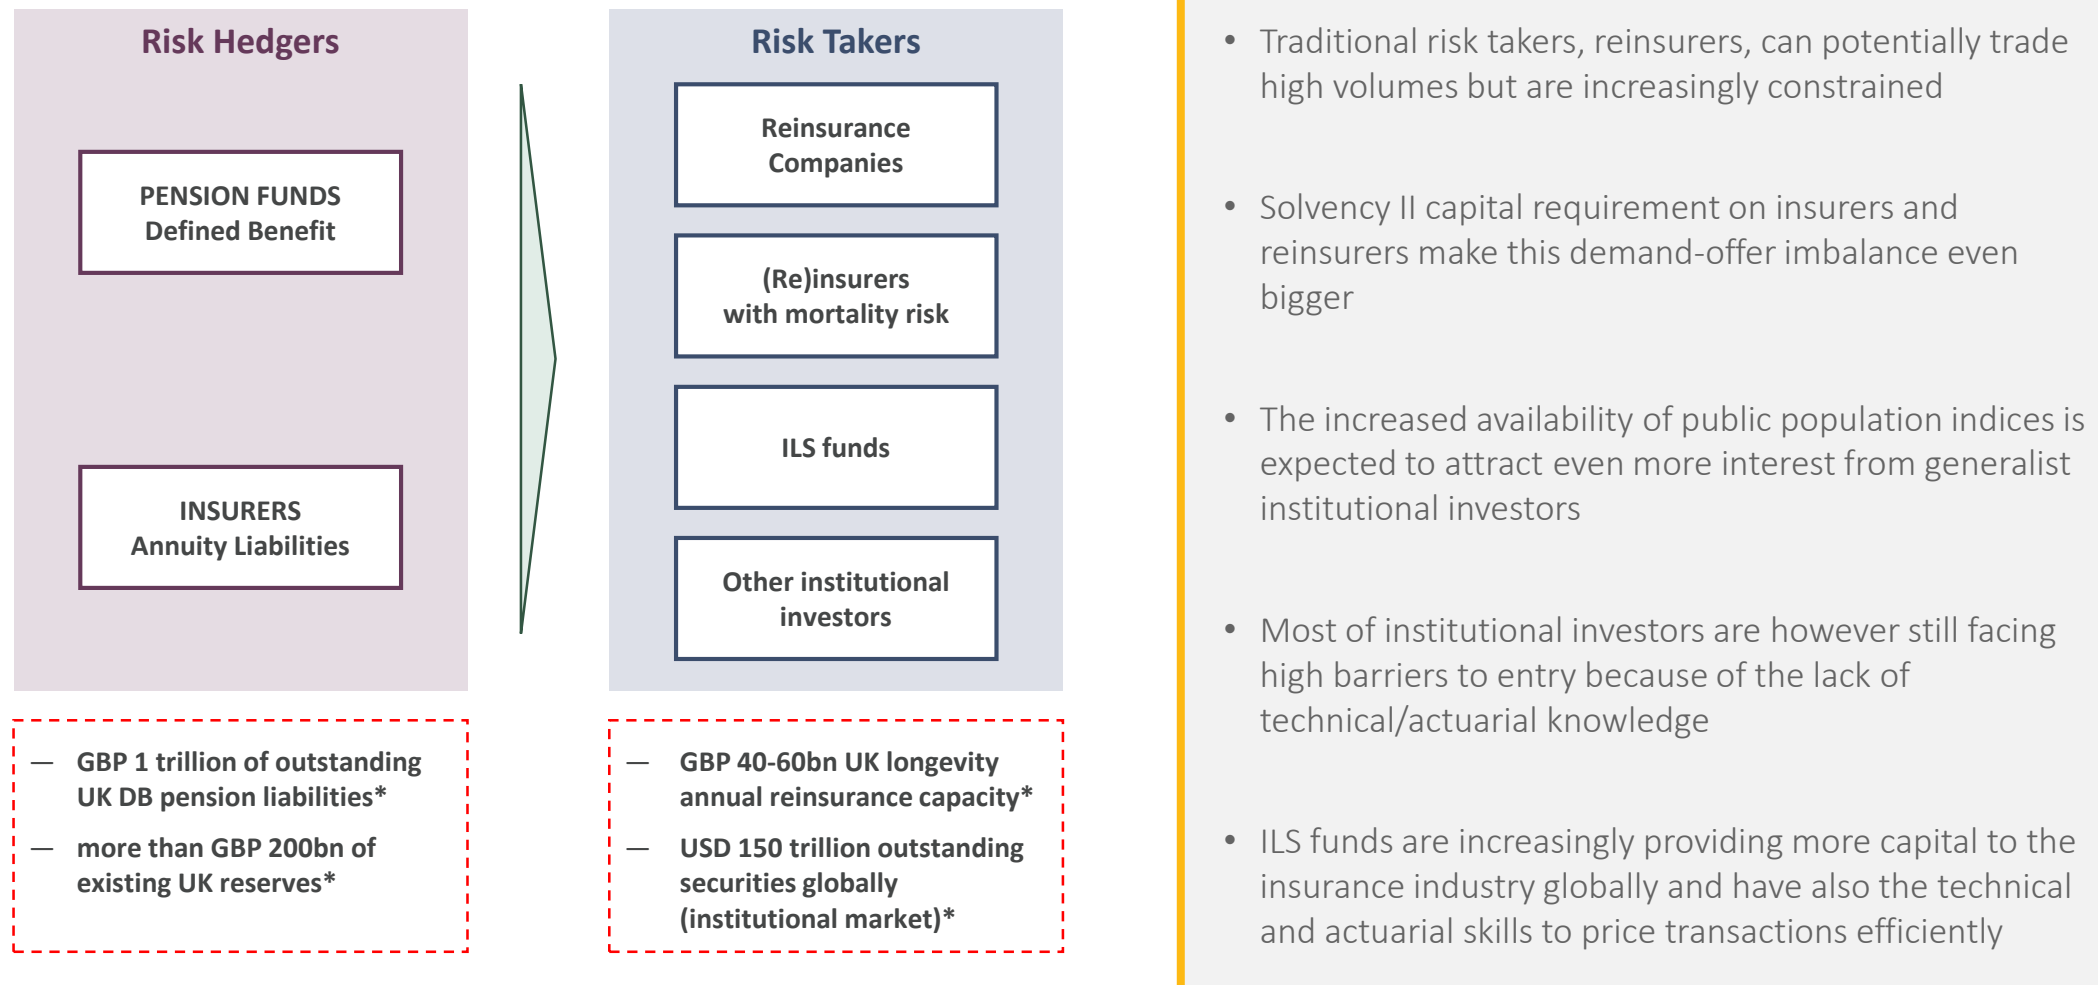 Risk Hedgers
PENSION FUNDS
Defined Benefit
INSURERS
Annuity Liabilities
— GBP 1 trillion of outstanding
UK DB pension liabilities*
— more than GBP 200bn of
existing UK reserves*
Risk Takers
Reinsurance
Companies
(Re)insurers
with mortality risk
ILS funds
Other institutional
investors
— GBP 40-60bn UK longevity
annual reinsurance capacity*
— USD 150 trillion outstanding
securities globally
(institutional market)*
• Traditional risk takers, reinsurers, can potentially trade
high volumes but are increasingly constrained
• Solvency II capital requirement on insurers and
reinsurers make this demand-offer imbalance even
bigger
• The increased availability of public population indices is
expected to attract even more interest from generalist
institutional investors
• Most of institutional investors are however still facing
high barriers to entry because of the lack of
technical/actuarial knowledge
• ILS funds are increasingly providing more capital to the
insurance industry globally and have also the technical
and actuarial skills to price transactions efficiently